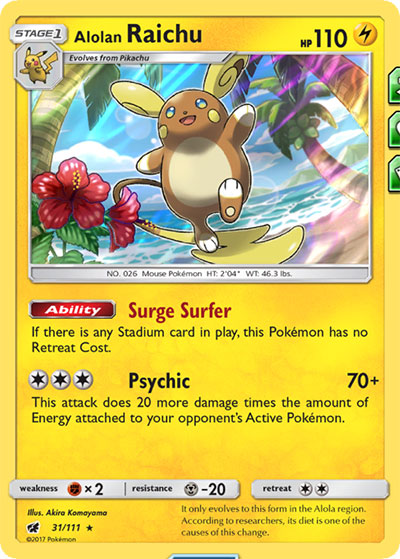 STAGE1 Alolan Raichu HP110
Evolves from Pikachu
NO. 026 Mouse Pokémon HT: 2'04" WT: 46.3 lbs.
Ability Surge Surfer
If there is any Stadium card in play, this Pokémon has no
Retreat Cost.
Psychic 70+
This attack does 20 more damage times the amount of
Energy attached to your opponent's Active Pokémon.
weakness ×2 resistance -20 retreat
Illus. Akira Komayama
31/111 ★
©2017 Pokémon
It only evolves to this form in the Alola region.
According to researchers, its diet is one of the
causes of this change.